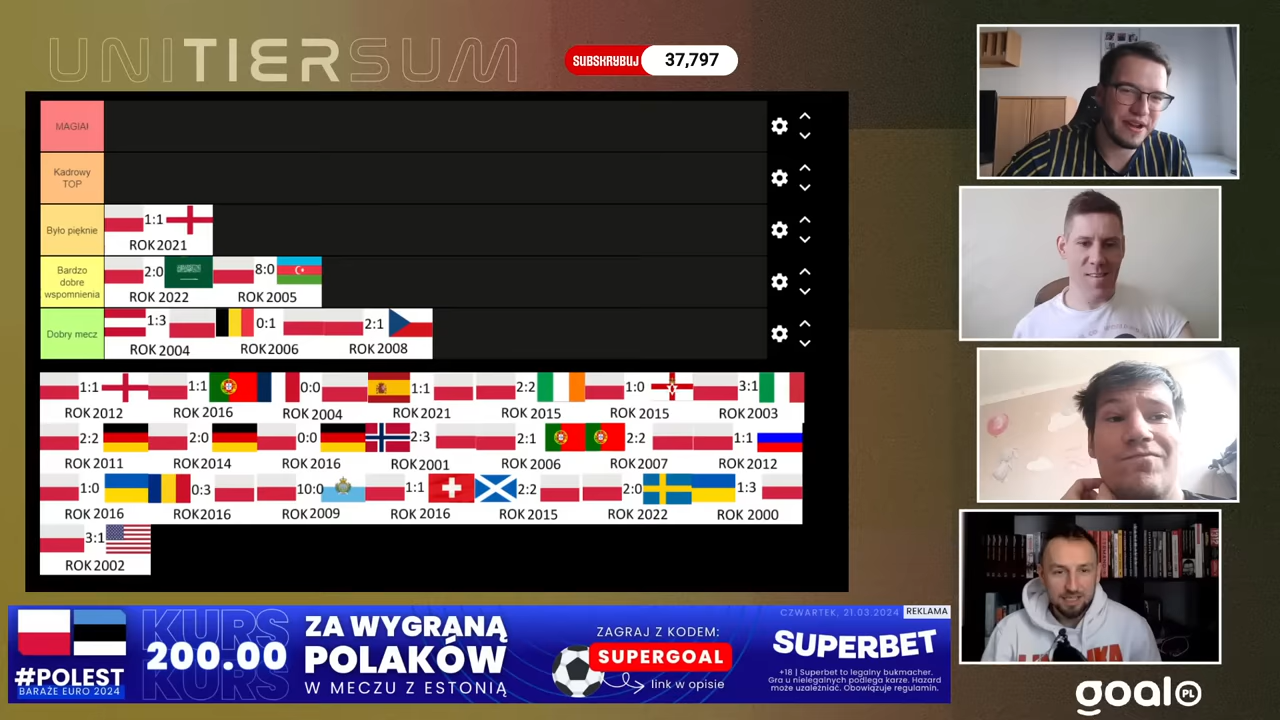 UNITIERSUM
SUBSKRYBUJ 37,797
MAGIA!
Kadrowy
TOP
Było pięknie
1:1
ROK 2021
Bardzo
dobre
wspomnienia
2:0 8:0
ROK 2022 ROK 2005
Dobry mecz
1:3 0:1 2:1
ROK 2004 ROK 2006 ROK 2008
1:1 1:1 0:0 1:1 2:2 1:0 3:1
ROK 2012 ROK 2016 ROK 2004 ROK 2021 ROK 2015 ROK 2015 ROK 2003
2:2 2:0 0:0 2:3 2:1 2:2 1:1
ROK 2011 ROK 2014 ROK 2016 ROK 2001 ROK 2006 ROK 2007 ROK 2012
1:0 0:3 10:0 1:1 2:2 2:0 1:3
ROK 2016 ROK 2016 ROK 2009 ROK 2016 ROK 2015 ROK 2022 ROK 2000
3:1
ROK 2002
#POLEST
BARAŻE EURO 2024
KURS
200.00
KURS
ZA WYGRANĄ
POLAKÓW
W MECZU Z ESTONIĄ
ZAGRAJ Z KODEM:
SUPERGOAL
link w opisie
CZWARTEK, 21.03.2024 REKLAMA
SUPERBET
+18 | Superbet to legalny bukmacher.
Gra u nielegalnych podlega karze. Hazard
może uzależniać. Obowiązuje regulamin.
goal PL